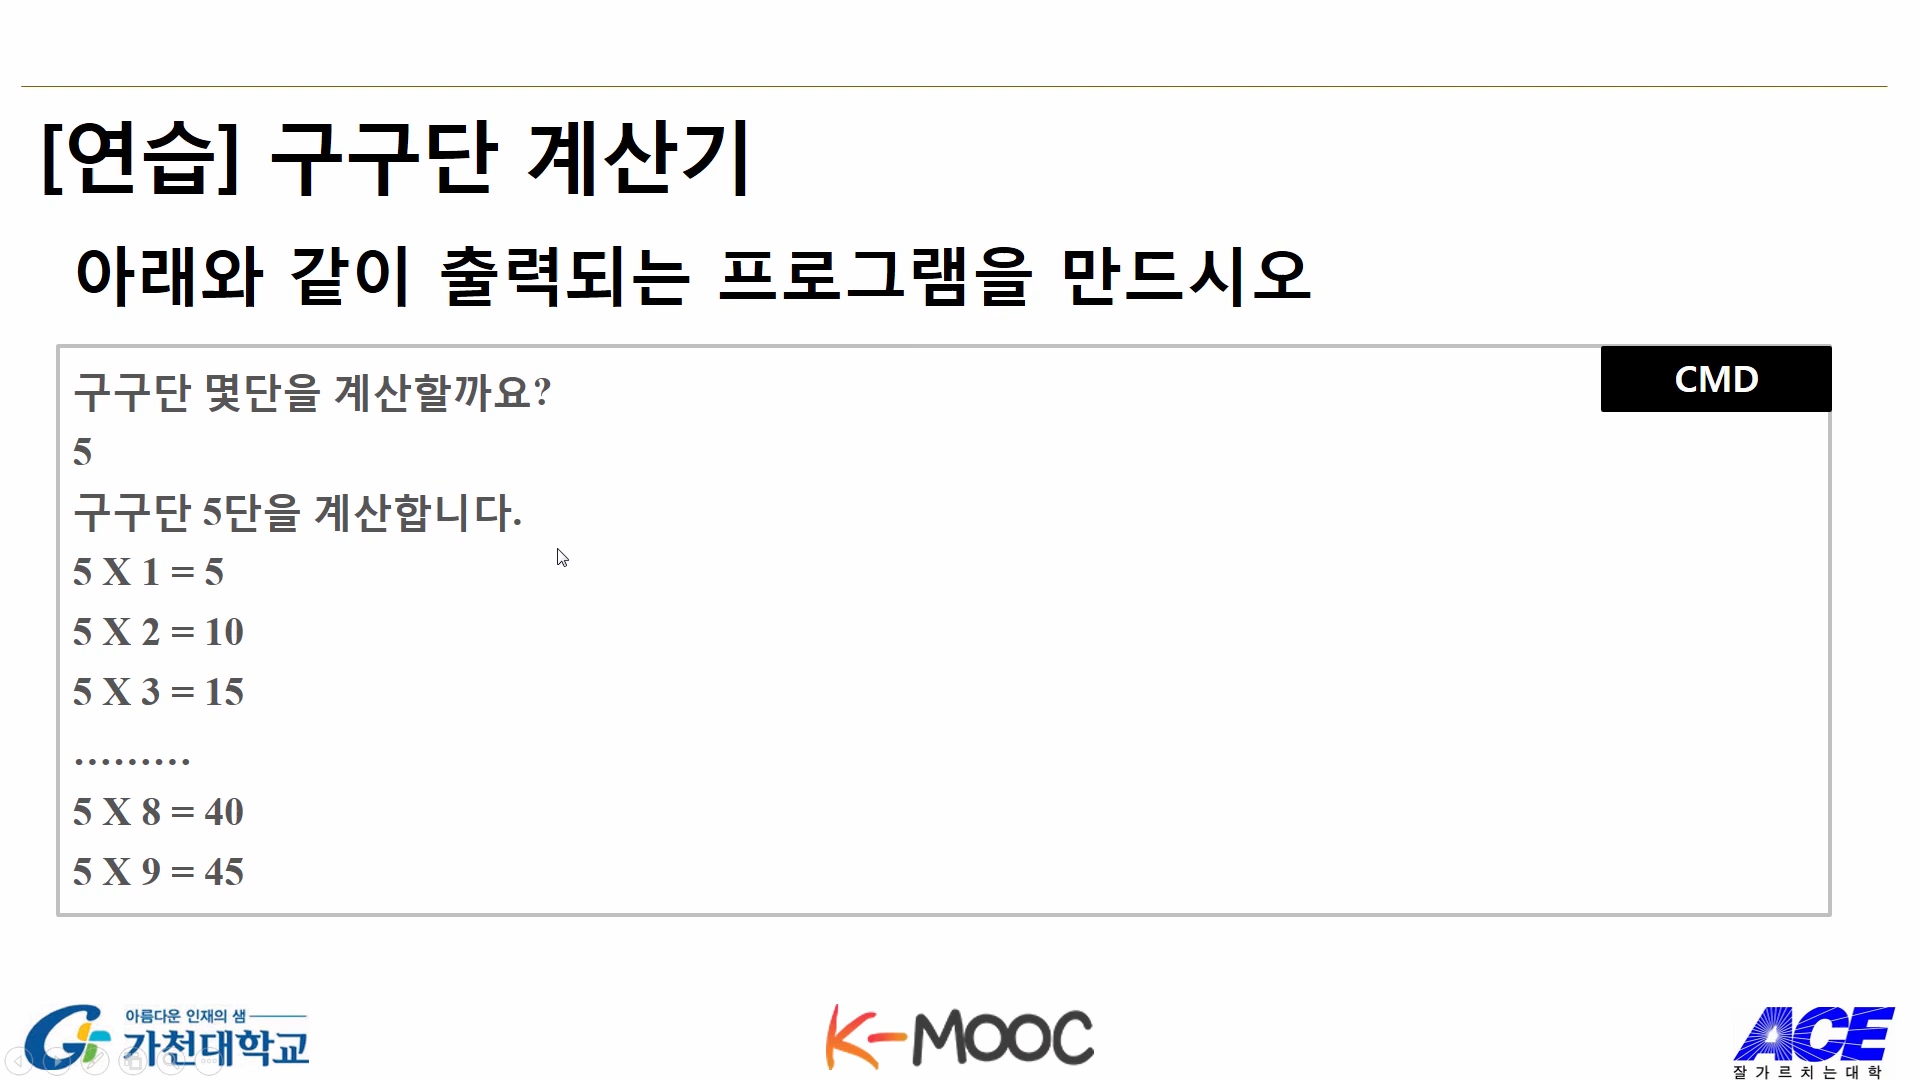 [연습] 구구단 계산기
아래와 같이 출력되는 프로그램을 만드시오
CMD
구구단 몇단을 계산할까요?
5
구구단 5단을 계산합니다.
5 X 1 = 5
5 X 2 = 10
5 X 3 = 15
.........
5 X 8 = 40
5 X 9 = 45
아름다운 인재의 샘
가천대학교
K-MOOC
ACE
잘가르치는대학